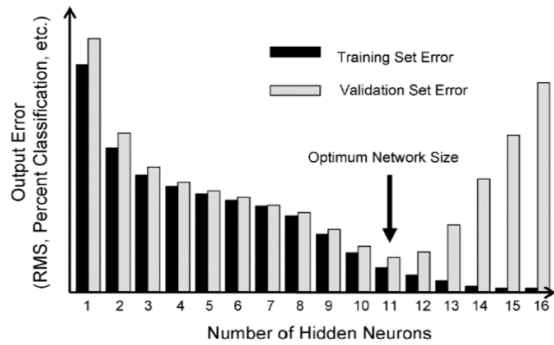 Output Error
(RMS, Percent Classification, etc.)
Training Set Error
Validation Set Error
Optimum Network Size
1 2 3 4 5 6 7 8 9 10 11 12 13 14 15 16
Number of Hidden Neurons